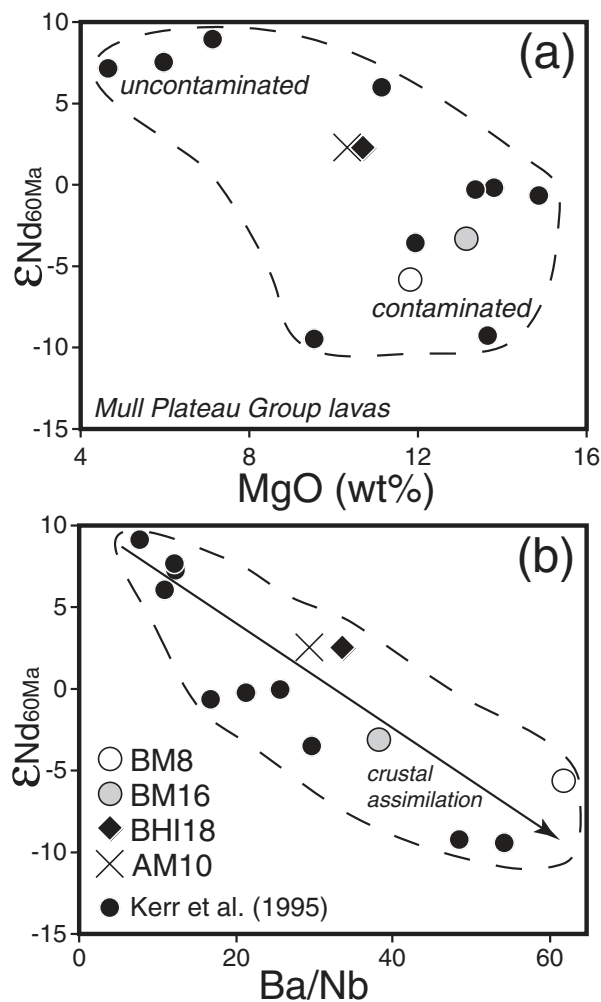 10
5
0
-5
-10
-15
εNd60Ma
(a)
uncontaminated
contaminated
Mull Plateau Group lavas
4
8
12
16
MgO (wt%)
10
5
0
-5
-10
-15
εNd60Ma
(b)
crustal
assimilation
BM8
BM16
BHI18
AM10
Kerr et al. (1995)
0
20
40
60
Ba/Nb